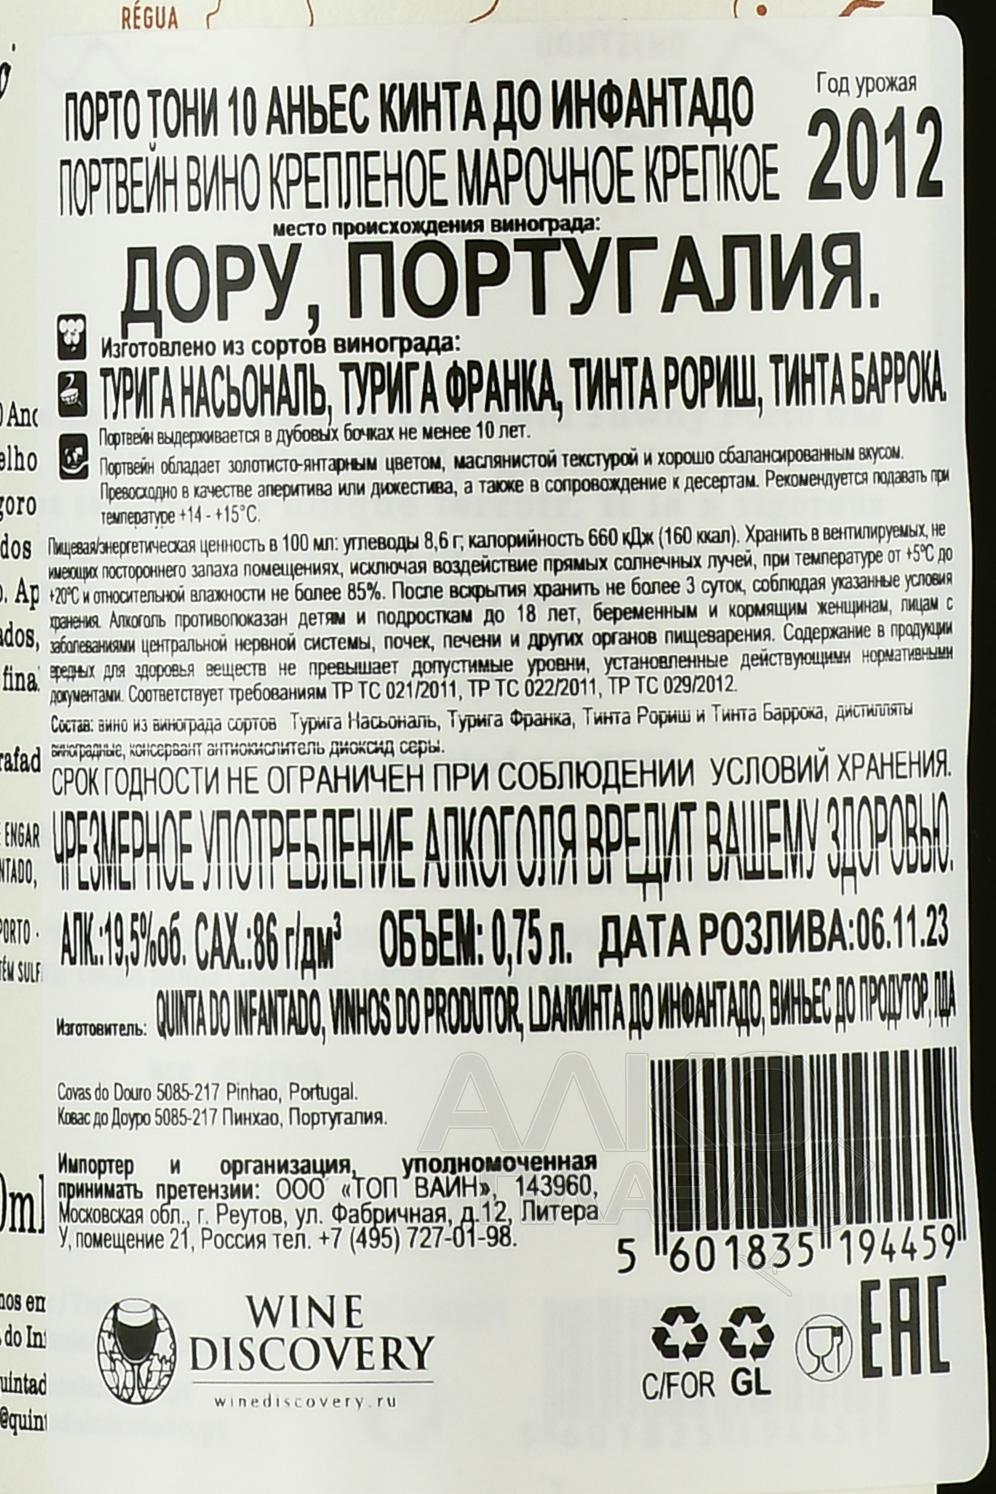 RÉGUA
Год урожая
ПОРТО ТОНИ 10 АНЬЕС КИНТА ДО ИНФАНТАДО
2012
ПОРТВЕЙН ВИНО КРЕПЛЕНОЕ МАРОЧНОЕ КРЕПКОЕ
место происхождения винограда:
ДОРУ, ПОРТУГАЛИЯ.
Изготовлено из сортов винограда:
ТУРИГА НАСЬОНАЛЬ, ТУРИГА ФРАНКА, ТИНТА РОРИШ, ТИНТА БАРРОКА.
Портвейн выдерживается в дубовых бочках не менее 10 лет.
Портвейн обладает золотисто-янтарным цветом, маслянистой текстурой и хорошо сбалансированным вкусом.
Превосходно в качестве аперитива или дижестива, а также в сопровождение к десертам. Рекомендуется подавать при
температуре +14 - +15°С.
Пищевая/энергетическая ценность в 100 мл: углеводы 8,6 г; калорийность 660 кДж (160 ккал). Хранить в вентилируемых, не
имеющих постороннего запаха помещениях, исключая воздействие прямых солнечных лучей, при температуре от +5°С до
+20°С и относительной влажности не более 85%. После вскрытия хранить не более 3 суток, соблюдая указанные условия
хранения. Алкоголь противопоказан детям и подросткам до 18 лет, беременным и кормящим женщинам, лицам с
заболеваниями центральной нервной системы, почек, печени и других органов пищеварения. Содержание в продукции
вредных для здоровья веществ не превышает допустимые уровни, установленные действующими нормативными
документами. Соответствует требованиям ТР ТС 021/2011, ТР ТС 022/2011, ТР ТС 029/2012.
Состав: вино из винограда сортов Турига Насьональ, Турига Франка, Тинта Рориш и Тинта Баррока, дистилляты
виноградные, консервант антиокислитель диоксид серы.
СРОК ГОДНОСТИ НЕ ОГРАНИЧЕН ПРИ СОБЛЮДЕНИИ УСЛОВИЙ ХРАНЕНИЯ.
ЧРЕЗМЕРНОЕ УПОТРЕБЛЕНИЕ АЛКОГОЛЯ ВРЕДИТ ВАШЕМУ ЗДОРОВЬЮ.
АЛК.:19,5%об. САХ.:86 г/дм³ ОБЪЕМ: 0,75 л. ДАТА РОЗЛИВА:06.11.23
Изготовитель: QUINTA DO INFANTADO, VINHOS DO PRODUTOR, LDA/КИНТА ДО ИНФАНТАДО, ВИНЬЕС ДО ПРОДУТОР, ЛДА
Covas do Douro 5085-217 Pinhao, Portugal.
Ковас до Доуро 5085-217 Пинхао, Португалия.
Импортер и организация, уполномоченная
принимать претензии: ООО «ТОП ВАЙН», 143960,
Московская обл., г. Реутов, ул. Фабричная, д.12, Литера
У, помещение 21, Россия тел. +7 (495) 727-01-98.
5 601835 194459
WINE
DISCOVERY
winediscovery.ru
C/FOR GL
EAC